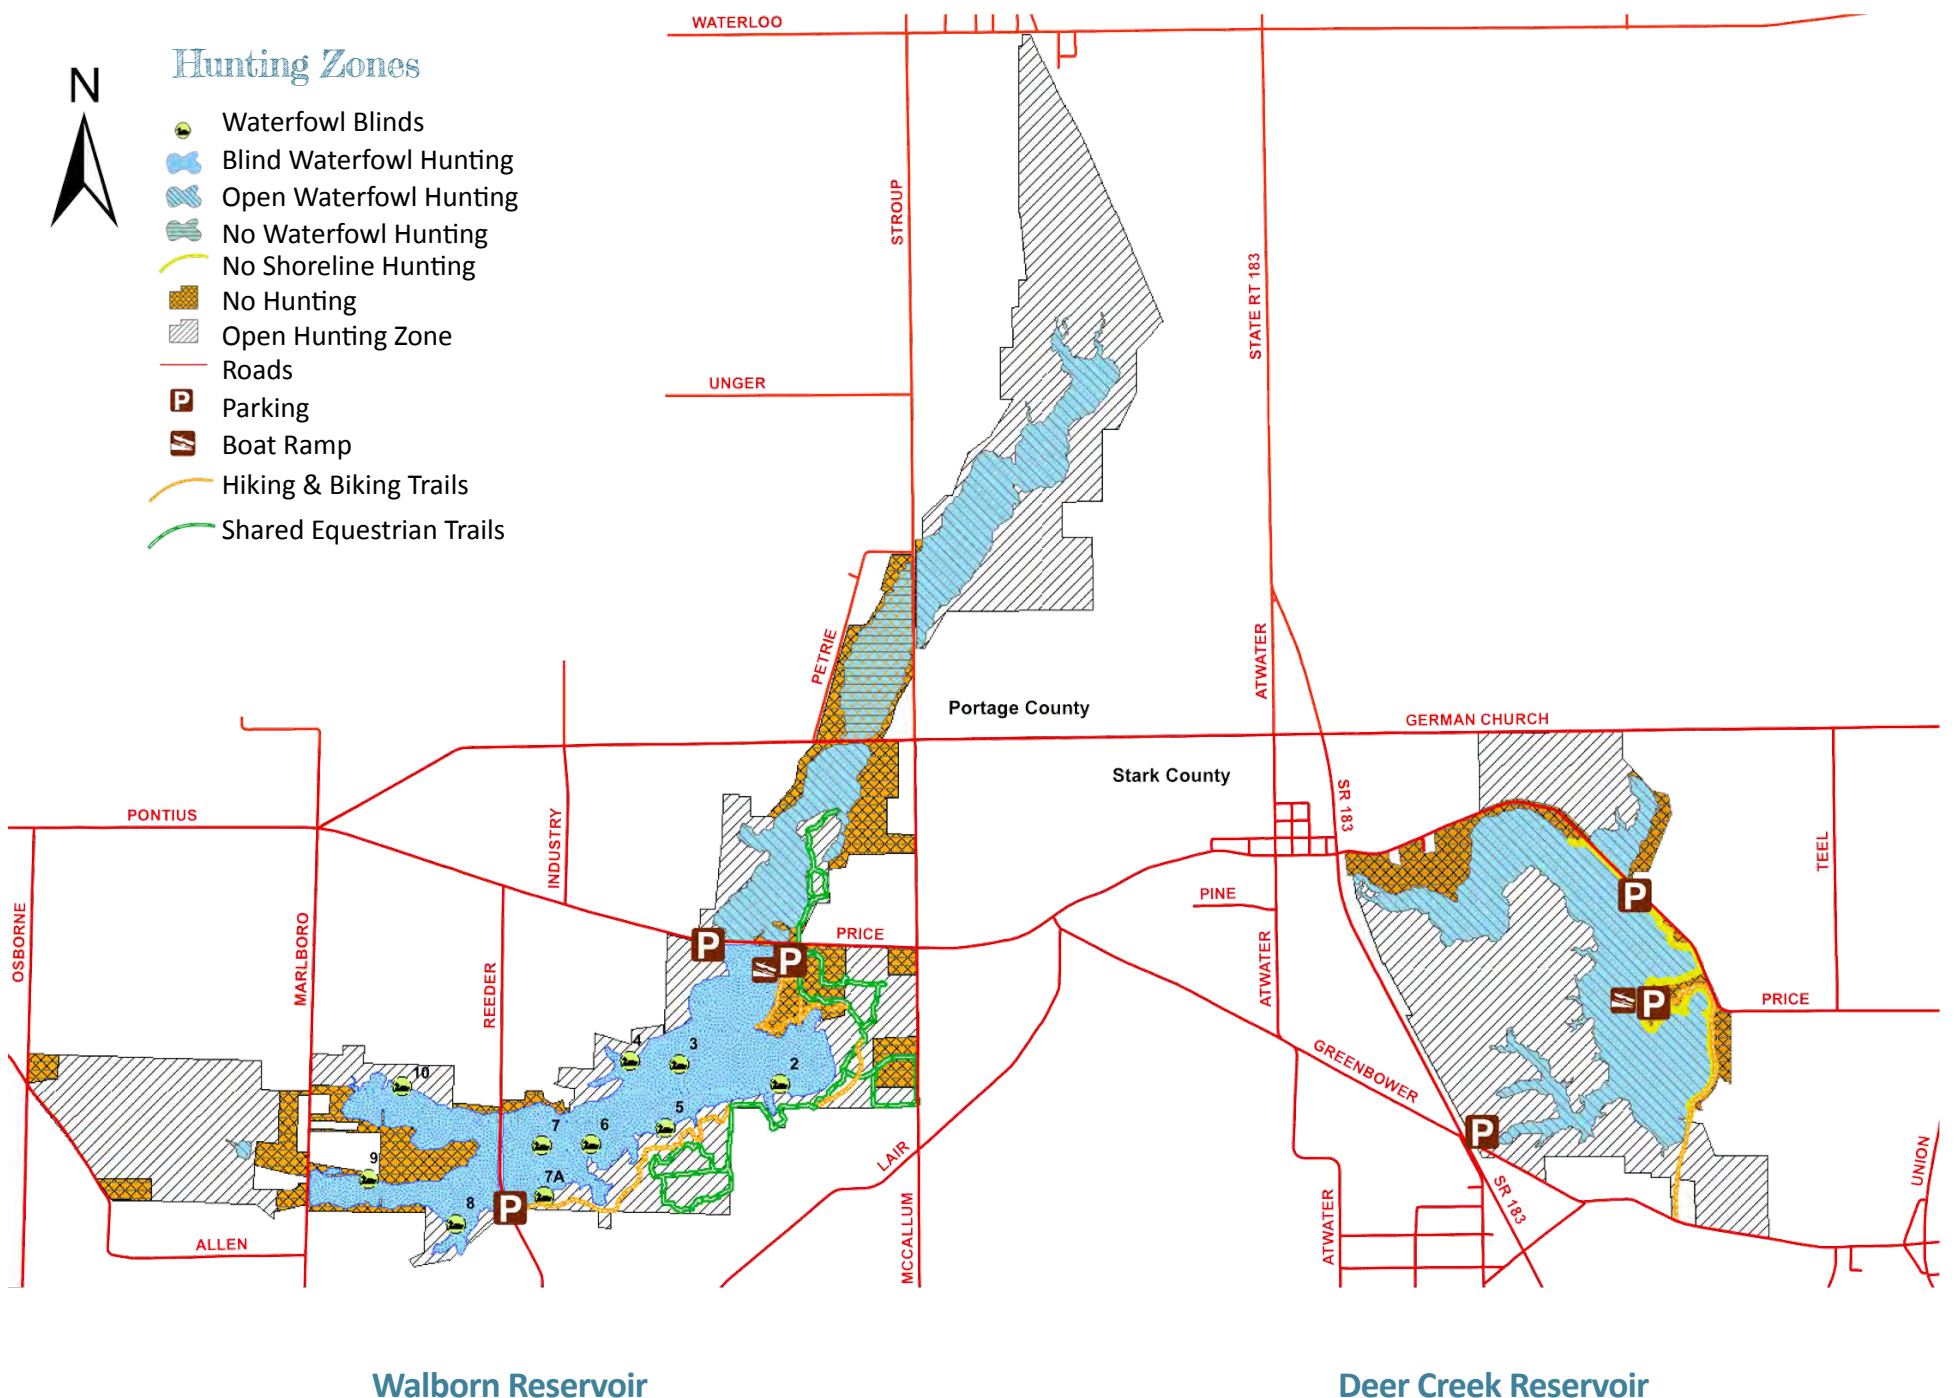 WATERLOO
Hunting Zones
N
Waterfowl Blinds
Blind Waterfowl Hunting
Open Waterfowl Hunting
No Waterfowl Hunting
No Shoreline Hunting
No Hunting
Open Hunting Zone
Roads
P
Parking
Boat Ramp
Hiking & Biking Trails
Shared Equestrian Trails
STROUP
STATE RT 183
UNGER
PETRIE
ATWATER
Portage County
GERMAN CHURCH
Stark County
SR 183
PONTIUS
INDUSTRY
TEEL
PINE
P
OSBORNE
MARLBORO
REEDER
P
PRICE
P
ATWATER
P
PRICE
4
3
2
10
5
7
6
GREENBOWER
P
9
7A
8
P
LAIR
MCCALLUM
ATWATER
SR 183
UNION
ALLEN
Walborn Reservoir
Deer Creek Reservoir